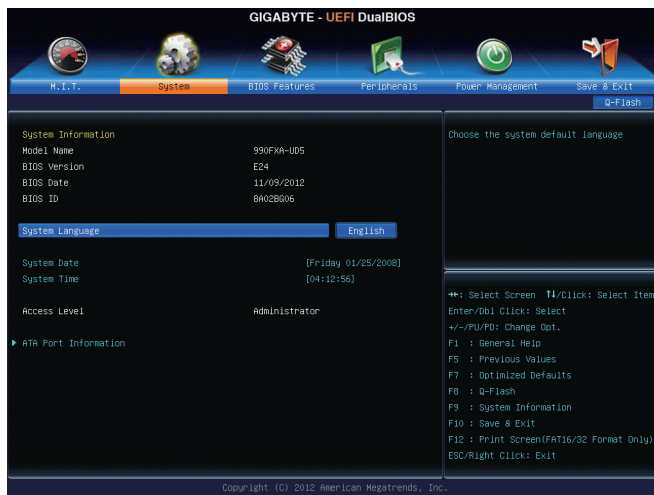 GIGABYTE - UEFI DualBIOS
M.I.T.
System
BIOS Features
Peripherals
Power Management
Save & Exit
Q-Flash
System Information
Model Name 990FXA-UD5
BIOS Version E24
BIOS Date 11/09/2012
BIOS ID 8A02BG06
System Language English
System Date [Friday 01/25/2008]
System Time [04:12:56]
Access Level Administrator
ATA Port Information
Choose the system default language
→←: Select Screen ↑↓/Click: Select Item
Enter/Dbl Click: Select
+/-/PU/PD: Change Opt.
F1 : General Help
F5 : Previous Values
F7 : Optimized Defaults
F8 : Q-Flash
F9 : System Information
F10 : Save & Exit
F12 : Print Screen(FAT16/32 Format Only)
ESC/Right Click: Exit
Copyright (C) 2012 American Megatrends, Inc.